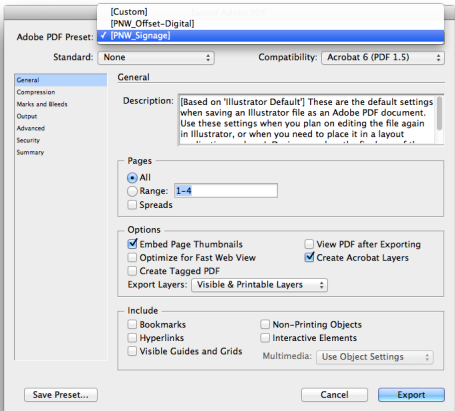 [Custom]
[PNW_Offset-Digital]
Adobe PDF Preset: ✓ [PNW_Signage]
Standard: None Compatibility: Acrobat 6 (PDF 1.5)
General
Compression
Marks and Bleeds
Output
Advanced
Security
Summary
General
Description: [Based on 'Illustrator Default'] These are the default settings
when saving an Illustrator file as an Adobe PDF document.
Use these settings when you plan on editing the file again
in Illustrator, or when you need to place it in a layout
Pages
All
Range: 1-4
Spreads
Options
Embed Page Thumbnails View PDF after Exporting
Optimize for Fast Web View Create Acrobat Layers
Create Tagged PDF
Export Layers: Visible & Printable Layers
Include
Bookmarks Non-Printing Objects
Hyperlinks Interactive Elements
Visible Guides and Grids Multimedia: Use Object Settings
Save Preset... Cancel Export